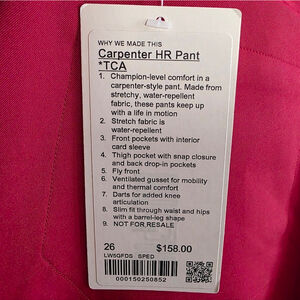 WHY WE MADE THIS
Carpenter HR Pant
*TCA
1. Champion-level comfort in a
carpenter-style pant. Made from
stretchy, water-repellent
fabric, these pants keep up
with a life in motion
2. Stretch fabric is
water-repellent
3. Front pockets with interior
card sleeve
4. Thigh pocket with snap closure
and back drop-in pockets
5. Fly front
6. Ventilated gusset for mobility
and thermal comfort
7. Darts for added knee
articulation
8. Slim fit through waist and hips
with a barrel-leg shape
9. NOT FOR RESALE
26 $158.00
LW5GFDS SPED
000150250852